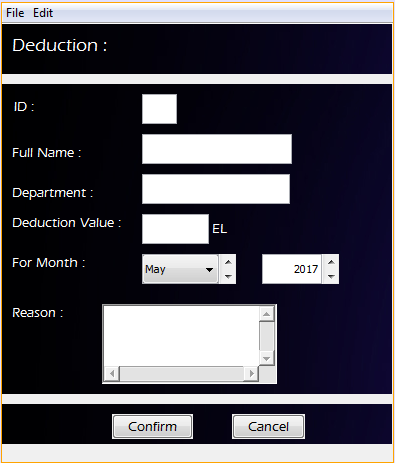 File Edit
Deduction :
ID :
Full Name :
Department :
Deduction Value : EL
For Month : May 2017
Reason :
Confirm Cancel